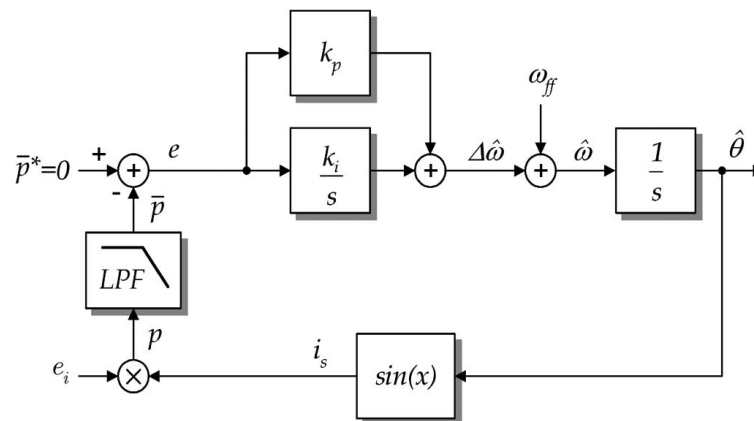 k_p
ω_ff
p̄*=0
+
+
-
e
k_i
s
+
Δω̂
+
ω̂
1
s
θ̂
p̄
LPF
p
i_s
e_i
×
sin(x)